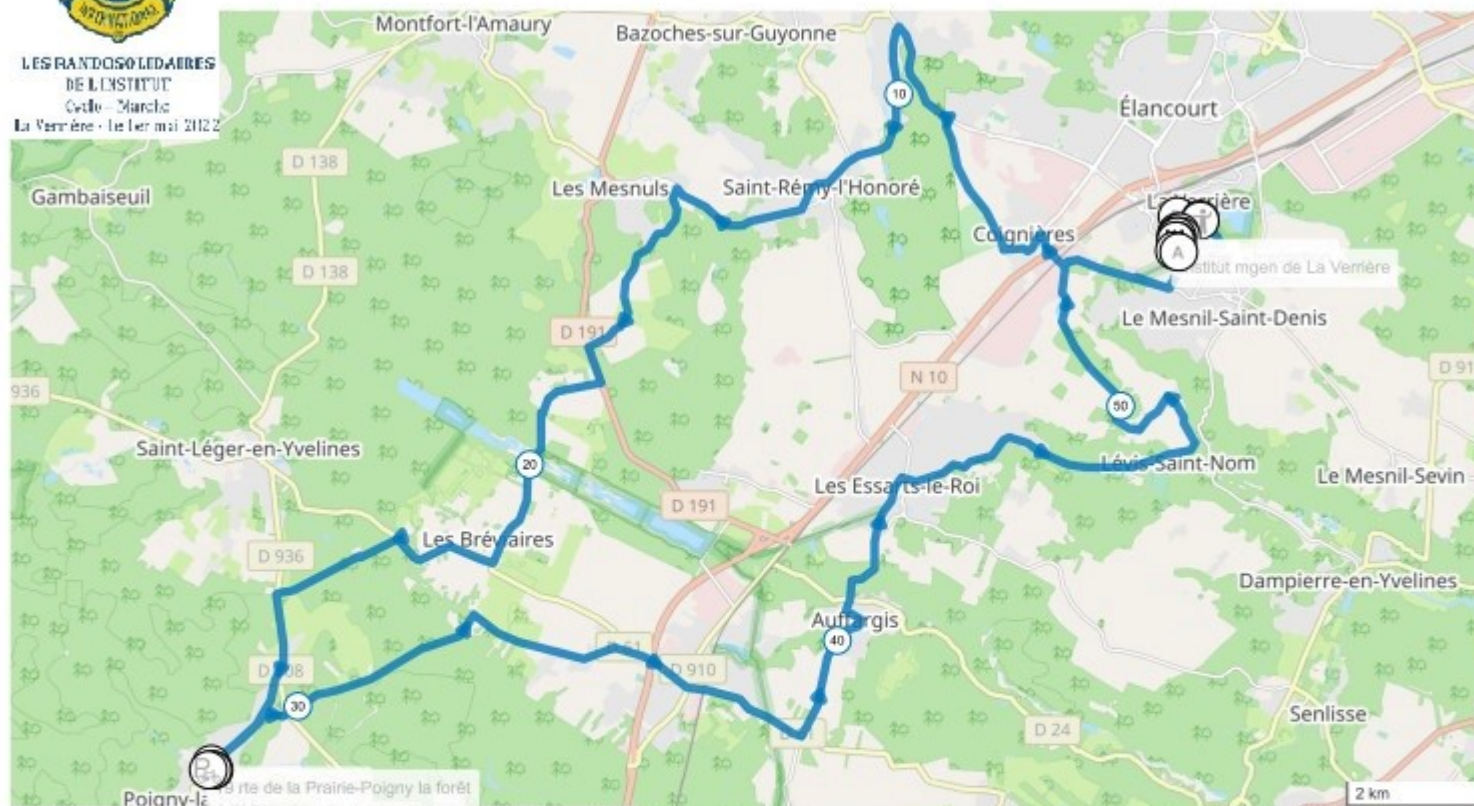 INTERNATIONAL
LES RANDOSOLIDAIRES
DE L'INSTITUT
Cyclo - Marche
La Verrière - le 1er mai 2022
Montfort-l'Amaury
Bazoches-sur-Guyonne
Élancourt
10
D 138
Gambaiseuil
Les Mesnuls
Saint-Rémy-l'Honoré
La Verrière
Coignières
A
institut mgen de La Verrière
D 138
Le Mesnil-Saint-Denis
D 191
N 10
D 91
936
50
Saint-Léger-en-Yvelines
20
Lévis-Saint-Nom
Le Mesnil-Sevin
Les Essarts-le-Roi
D 191
Les Bréviaires
D 936
Dampierre-en-Yvelines
Auffargis
40
D 61
D 910
30
Senlisse
D 24
rte de la Prairie-Poigny la forêt
2 km